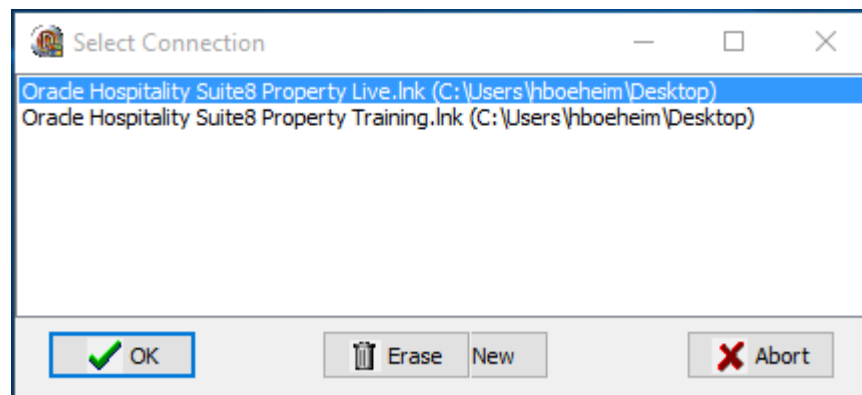 Select Connection
Oracle Hospitality Suite8 Property Live.lnk (C:\Users\hboeheim\Desktop)
Oracle Hospitality Suite8 Property Training.lnk (C:\Users\hboeheim\Desktop)
OK Erase New Abort